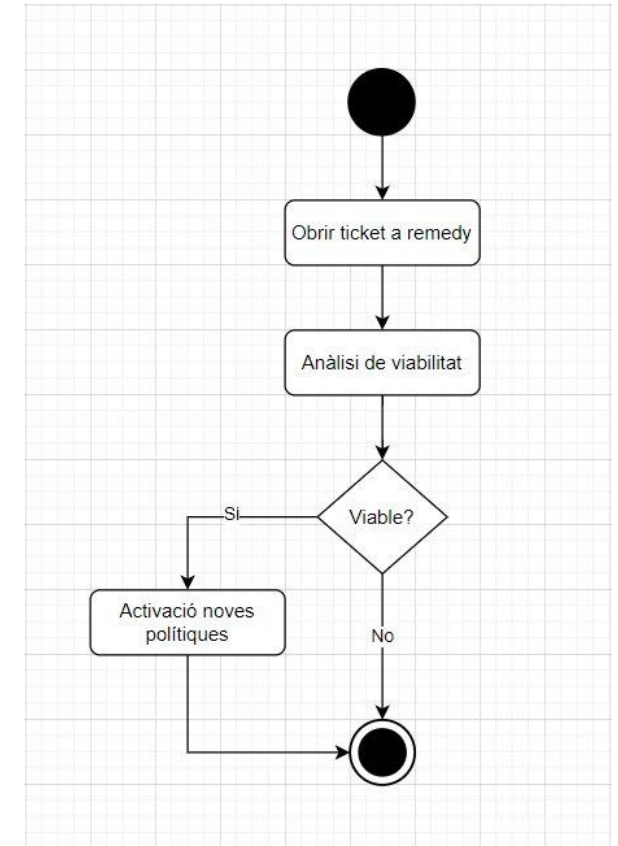 Obrir ticket a remedy
Anàlisi de viabilitat
Viable?
Si
Activació noves
polítiques
No